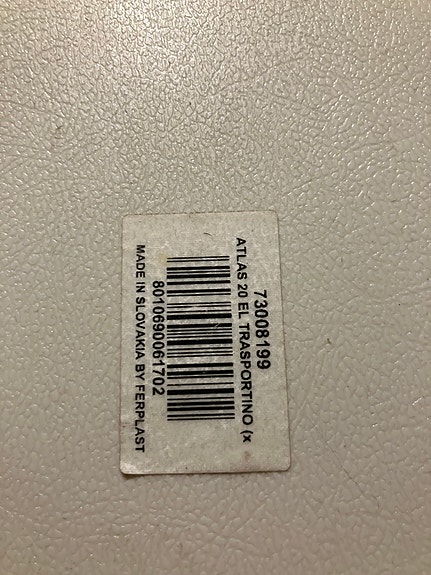 73008199
ATLAS 20 EL TRASPORTINO (x
8010690061702
MADE IN SLOVAKIA BY FERPLAST